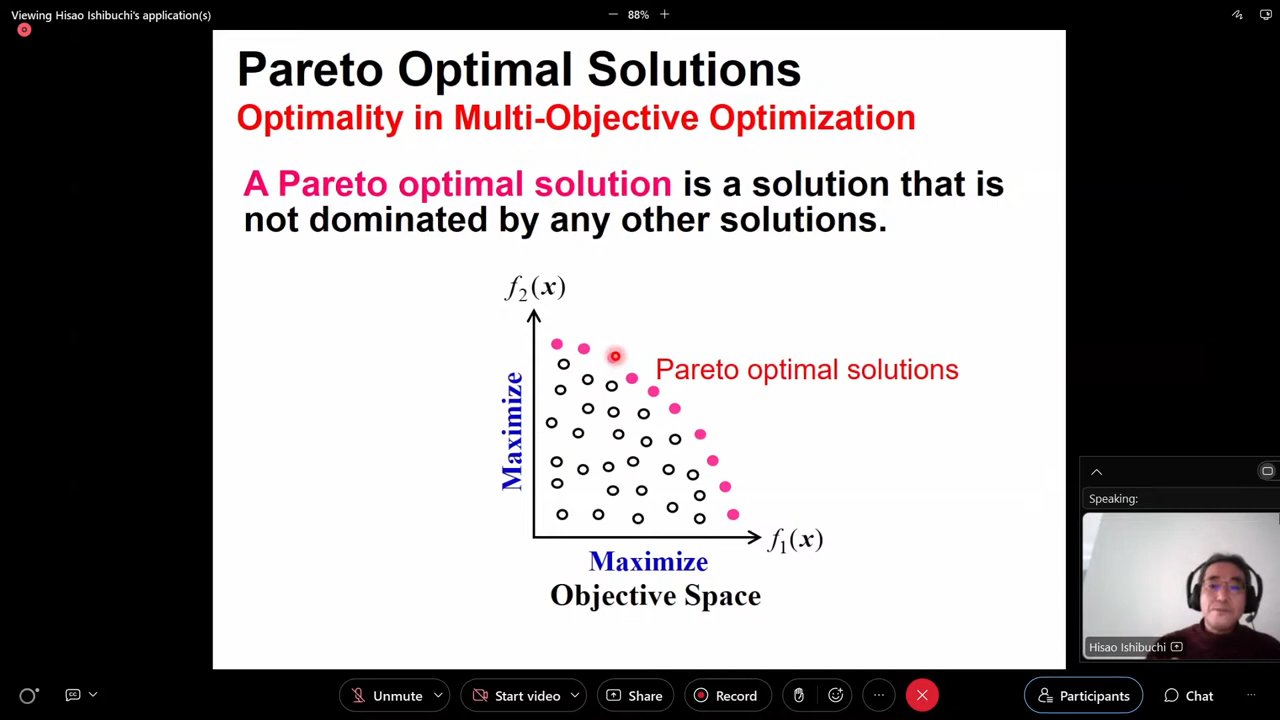 Viewing Hisao Ishibuchi's application(s)
88%
Pareto Optimal Solutions
Optimality in Multi-Objective Optimization
A Pareto optimal solution is a solution that is
not dominated by any other solutions.
f2(x)
Pareto optimal solutions
Maximize
f1(x)
Maximize
Objective Space
Speaking:
Hisao Ishibuchi
CC
Unmute
Start video
Share
Record
Participants
Chat